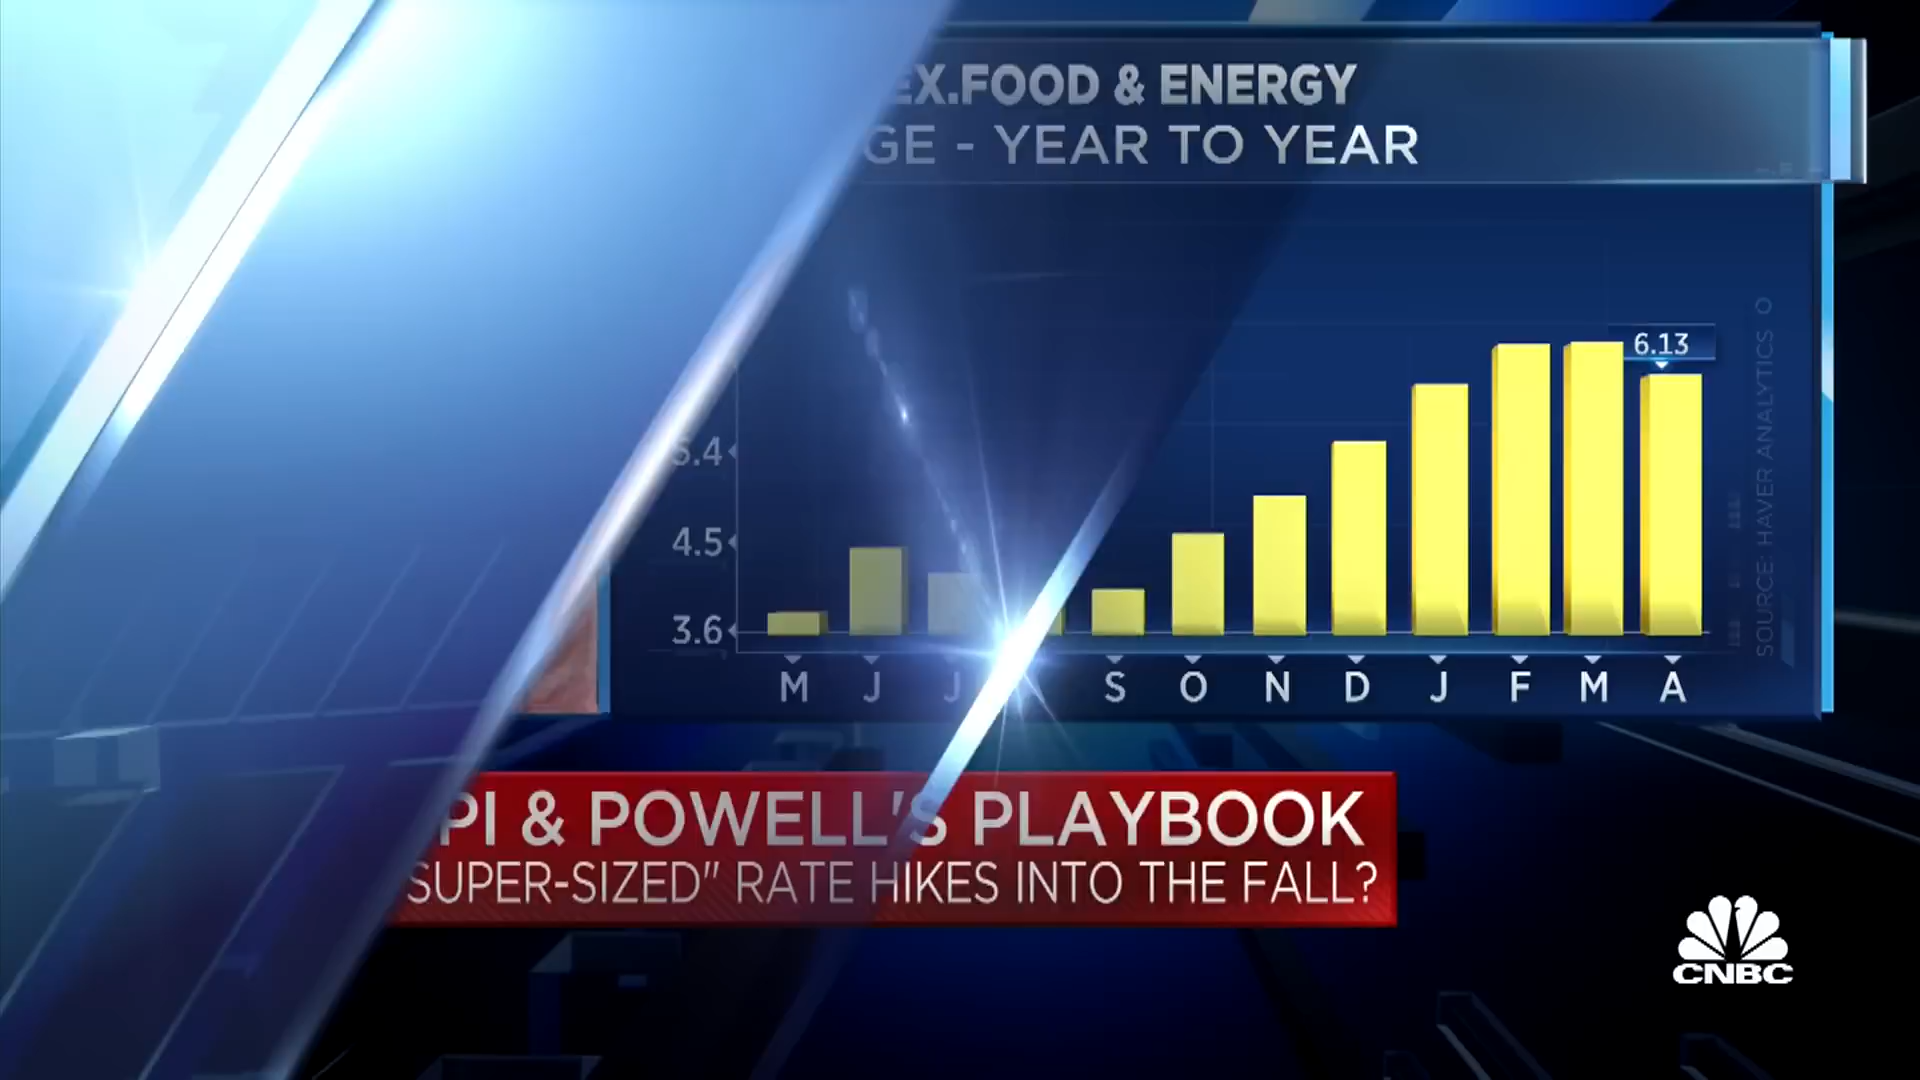 EX.FOOD & ENERGY
GE - YEAR TO YEAR
6.13
5.4
4.5
3.6
M J J S O N D J F M A
SOURCE: HAVER ANALYTICS
PI & POWELL'S PLAYBOOK
SUPER-SIZED" RATE HIKES INTO THE FALL?
CNBC